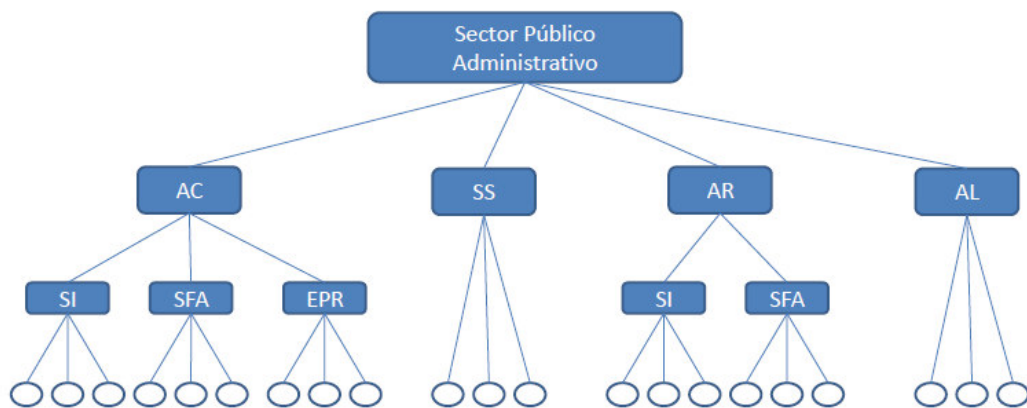 Sector Público
Administrativo
AC
SS
AR
AL
SI
SFA
EPR
SI
SFA